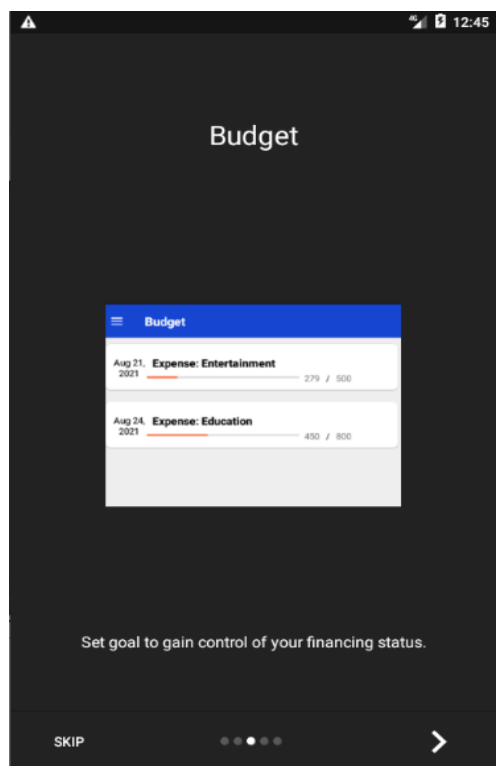 4G 12:45
Budget
Budget
Aug 21, 2021 Expense: Entertainment
279 / 500
Aug 24, 2021 Expense: Education
450 / 800
Set goal to gain control of your financing status.
SKIP